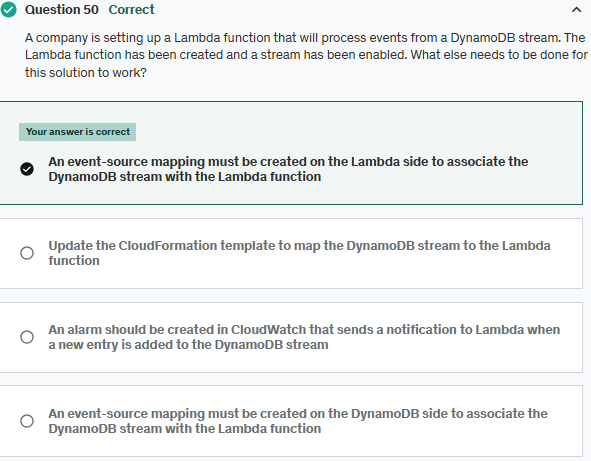 Question 50 Correct
A company is setting up a Lambda function that will process events from a DynamoDB stream. The
Lambda function has been created and a stream has been enabled. What else needs to be done for
this solution to work?
Your answer is correct
An event-source mapping must be created on the Lambda side to associate the
DynamoDB stream with the Lambda function
Update the CloudFormation template to map the DynamoDB stream to the Lambda
function
An alarm should be created in CloudWatch that sends a notification to Lambda when
a new entry is added to the DynamoDB stream
An event-source mapping must be created on the DynamoDB side to associate the
DynamoDB stream with the Lambda function